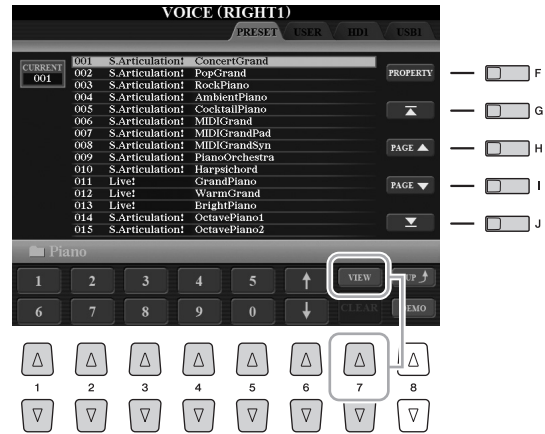 VOICE (RIGHT1)
PRESET USER HD1 USB1
CURRENT
001
001 S.Articulation! ConcertGrand
002 S.Articulation! PopGrand
003 S.Articulation! RockPiano
004 S.Articulation! AmbientPiano
005 S.Articulation! CocktailPiano
006 S.Articulation! MIDIGrand
007 S.Articulation! MIDIGrandPad
008 S.Articulation! MIDIGrandSyn
009 S.Articulation! PianoOrchestra
010 S.Articulation! Harpsichord
011 Live! GrandPiano
012 Live! WarmGrand
013 Live! BrightPiano
014 S.Articulation! OctavePiano1
015 S.Articulation! OctavePiano2
PROPERTY F
G
PAGE H
PAGE I
J
Piano
1 2 3 4 5 VIEW UP
6 7 8 9 0 CLEAR DEMO
1 2 3 4 5 6 7 8